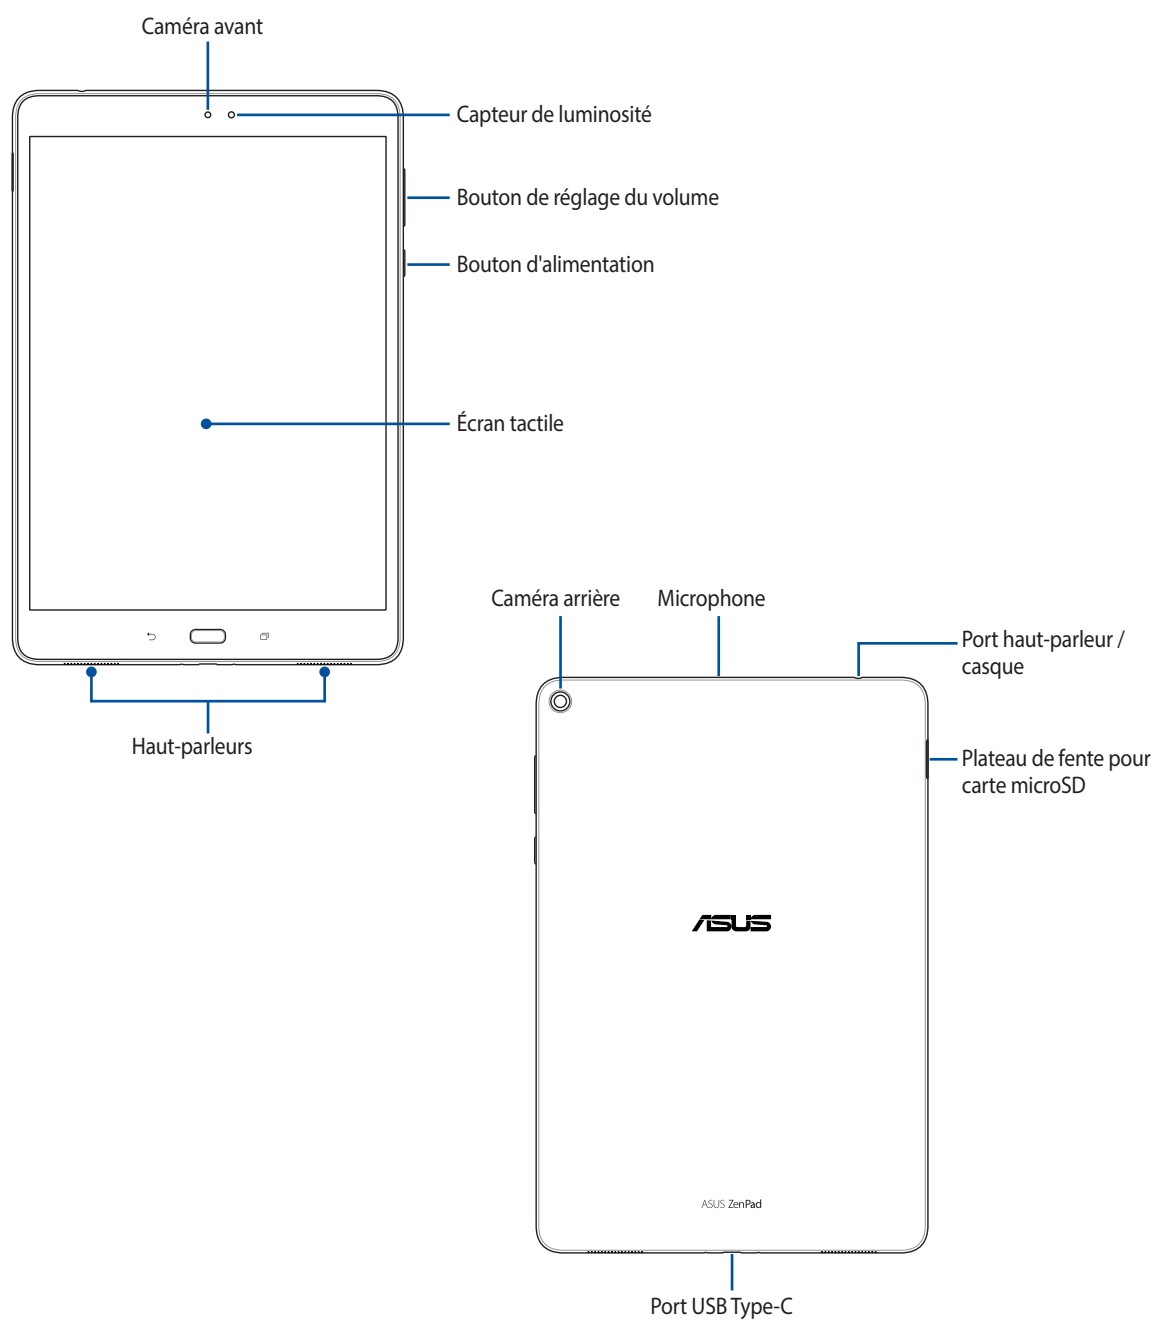 Caméra avant
Capteur de luminosité
Bouton de réglage du volume
Bouton d'alimentation
Écran tactile
Haut-parleurs
Caméra arrière
Microphone
Port haut-parleur /
casque
Plateau de fente pour
carte microSD
ASUS
ASUS ZenPad
Port USB Type-C